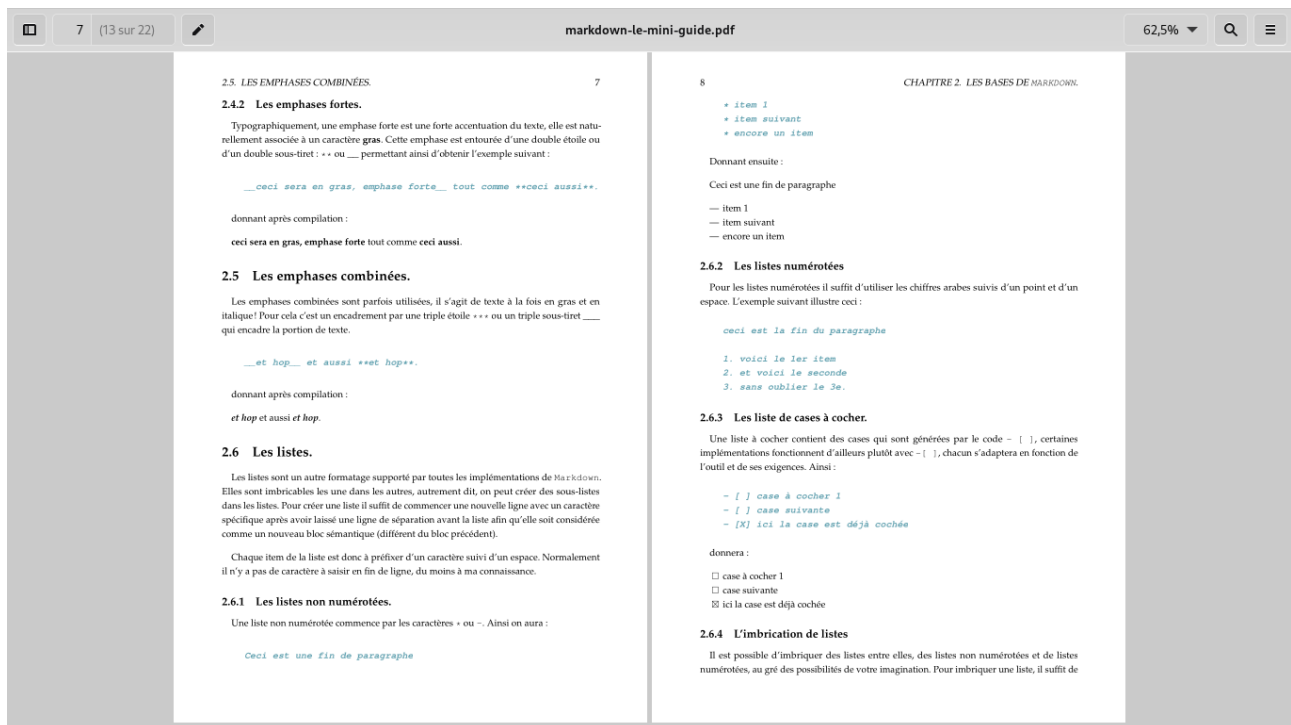 7 (13 sur 22)
markdown-le-mini-guide.pdf
62,5%
2.5. LES EMPHASES COMBINÉES. 7
2.4.2 Les emphases fortes.
Typographiquement, une emphase forte est une forte accentuation du texte, elle est natu-
rellement associée à un caractère gras. Cette emphase est entourée d'une double étoile ou
d'un double sous-tiret : ** ou __ permettant ainsi d'obtenir l'exemple suivant :
__ceci sera en gras, emphase forte__ tout comme **ceci aussi**.
donnant après compilation :
ceci sera en gras, emphase forte tout comme ceci aussi.
2.5 Les emphases combinées.
Les emphases combinées sont parfois utilisées, il s'agit de texte à la fois en gras et en
italique! Pour cela c'est un encadrement par une triple étoile *** ou un triple sous-tiret ___
qui encadre la portion de texte.
__et hop__ et aussi **et hop**.
donnant après compilation :
et hop et aussi et hop.
2.6 Les listes.
Les listes sont un autre formatage supporté par toutes les implémentations de Markdown.
Elles sont imbricables les une dans les autres, autrement dit, on peut créer des sous-listes
dans les listes. Pour créer une liste il suffit de commencer une nouvelle ligne avec un caractère
spécifique après avoir laissé une ligne de séparation avant la liste afin qu'elle soit considérée
comme un nouveau bloc sémantique (différent du bloc précédent).
Chaque item de la liste est donc à préfixer d'un caractère suivi d'un espace. Normalement
il n'y a pas de caractère à saisir en fin de ligne, du moins à ma connaissance.
2.6.1 Les listes non numérotées.
Une liste non numérotée commence par les caractères * ou -. Ainsi on aura :
Ceci est une fin de paragraphe
8 CHAPITRE 2. LES BASES DE MARKDOWN.
* item 1
* item suivant
* encore un item
Donnant ensuite :
Ceci est une fin de paragraphe
— item 1
— item suivant
— encore un item
2.6.2 Les listes numérotées
Pour les listes numérotées il suffit d'utiliser les chiffres arabes suivis d'un point et d'un
espace. L'exemple suivant illustre ceci :
ceci est la fin du paragraphe
1. voici le 1er item
2. et voici le seconde
3. sans oublier le 3e.
2.6.3 Les liste de cases à cocher.
Une liste à cocher contient des cases qui sont générées par le code - [ ], certaines
implémentations fonctionnent d'ailleurs plutôt avec -[ ], chacun s'adaptera en fonction de
l'outil et de ses exigences. Ainsi :
- [ ] case à cocher 1
- [ ] case suivante
- [X] ici la case est déjà cochée
donnera :
☐ case à cocher 1
☐ case suivante
☒ ici la case est déjà cochée
2.6.4 L'imbrication de listes
Il est possible d'imbriquer des listes entre elles, des listes non numérotées et de listes
numérotées, au gré des possibilités de votre imagination. Pour imbriquer une liste, il suffit de